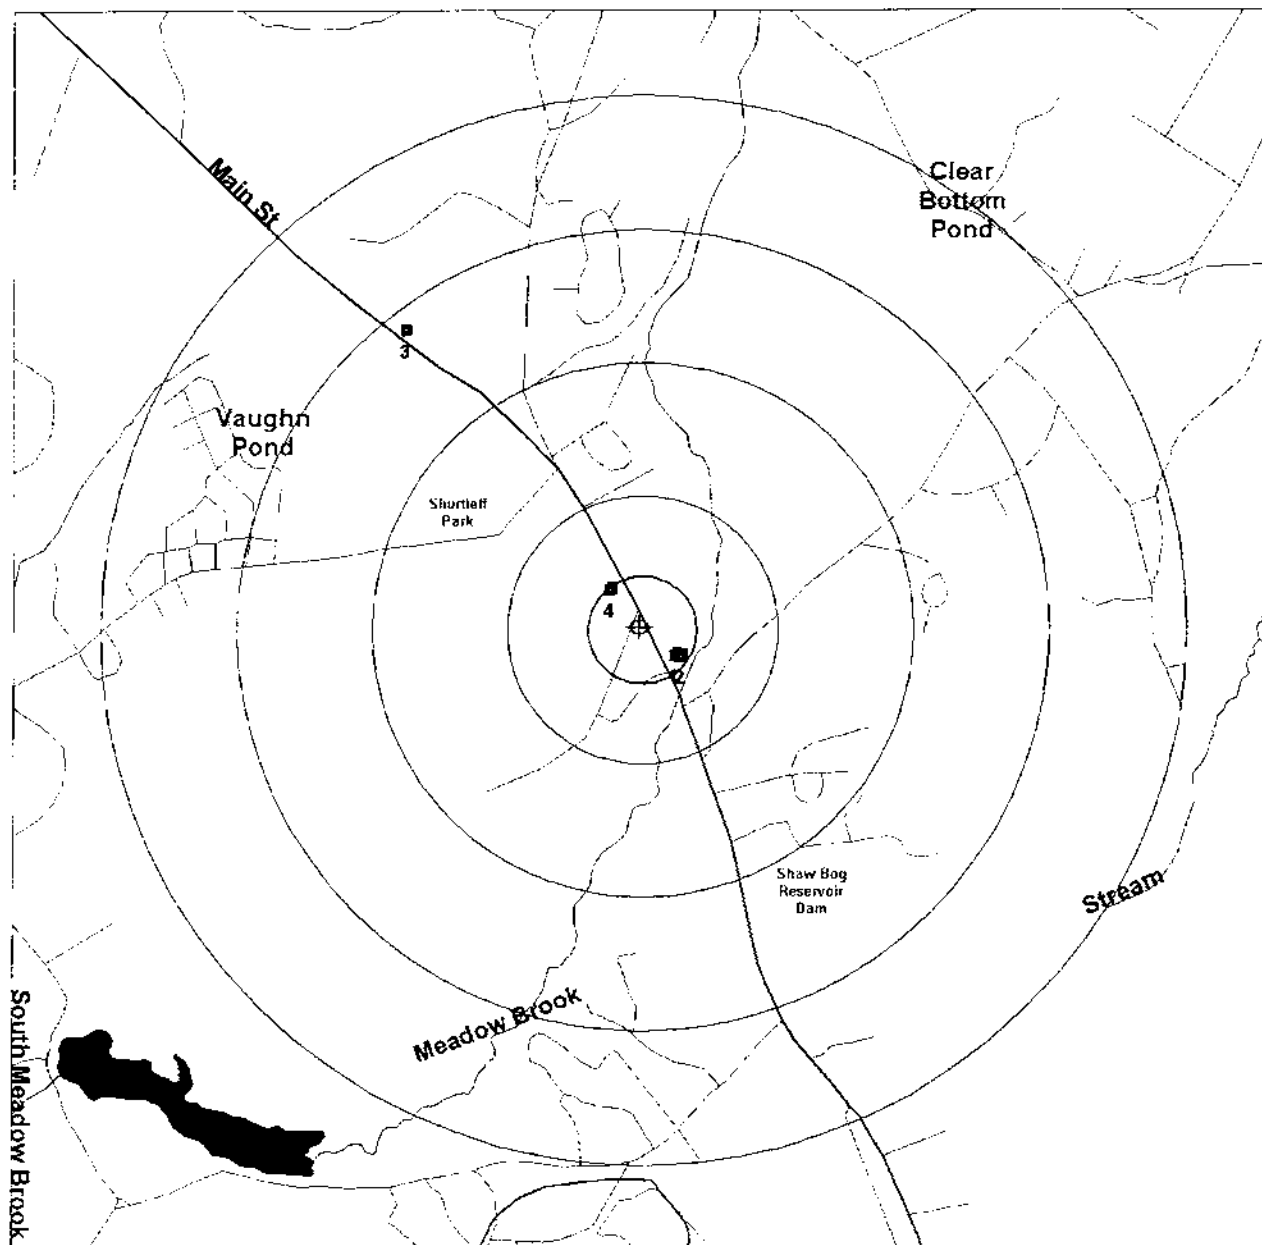 Main St
Clear
Bottom
Pond
3
Vaughn
Pond
Shurtleff
Park
4
2
Shaw Bog
Reservoir
Dam
Stream
Meadow Brook
South Meadow Brook